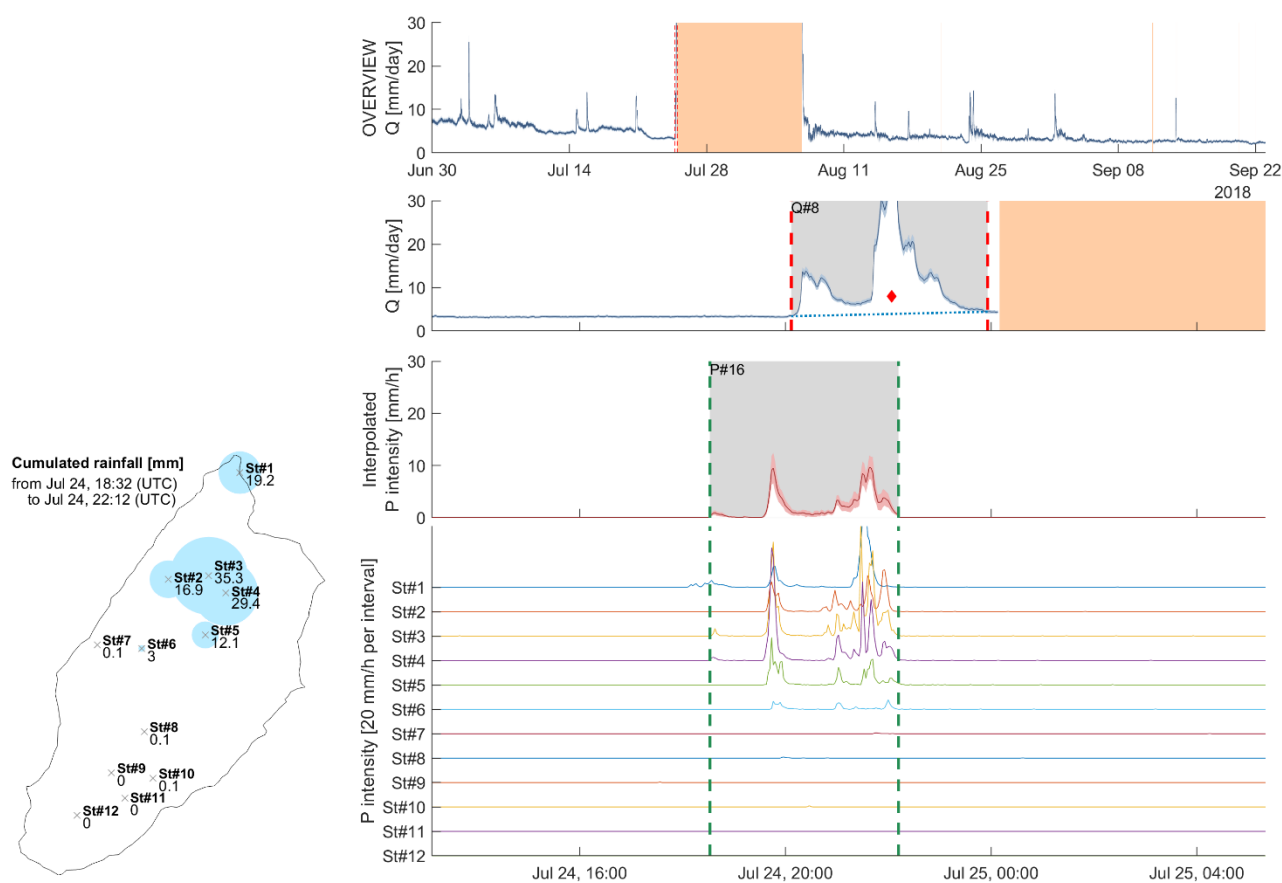 OVERVIEW
Q [mm/day]
30
20
10
0
Jun 30
Jul 14
Jul 28
Aug 11
Aug 25
Sep 08
Sep 22
2018
Q [mm/day]
30
20
10
0
Q#8
Interpolated
P intensity [mm/h]
30
20
10
0
P#16
Cumulated rainfall [mm]
from Jul 24, 18:32 (UTC)
to Jul 24, 22:12 (UTC)
St#1
19.2
St#3
35.3
St#2
16.9
St#4
29.4
St#5
12.1
St#7
0.1
St#6
3
St#8
0.1
St#9
0
St#10
0.1
St#11
0
St#12
0
P intensity [20 mm/h per interval]
St#1
St#2
St#3
St#4
St#5
St#6
St#7
St#8
St#9
St#10
St#11
St#12
Jul 24, 16:00
Jul 24, 20:00
Jul 25, 00:00
Jul 25, 04:00